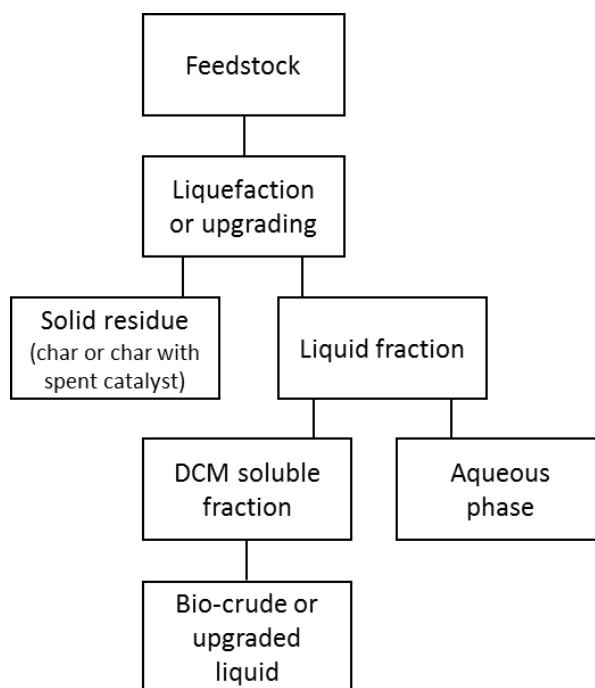 Feedstock
Liquefaction
or upgrading
Solid residue
(char or char with
spent catalyst)
Liquid fraction
DCM soluble
fraction
Aqueous
phase
Bio-crude or
upgraded
liquid